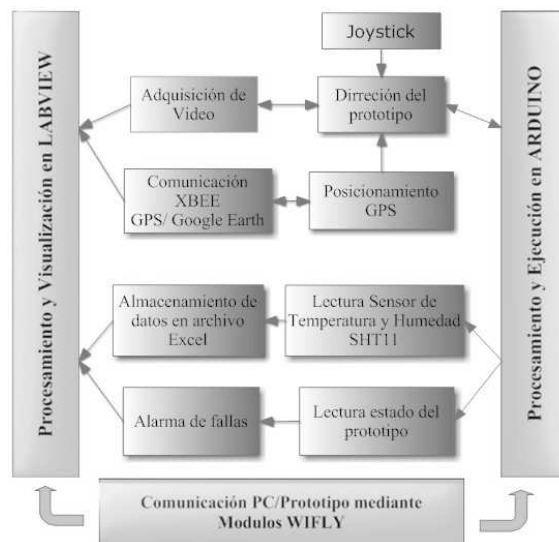 Joystick
Procesamiento y Visualización en LABVIEW
Adquisición de
Video
Dirreción del
prototipo
Procesamiento y Ejecución en ARDUINO
Comunicación
XBEE
GPS/ Google Earth
Posicionamiento
GPS
Almacenamiento de
datos en archivo
Excel
Lectura Sensor de
Temperatura y Humedad
SHT11
Alarma de fallas
Lectura estado del
prototipo
Comunicación PC/Prototipo mediante
Modulos WIFLY